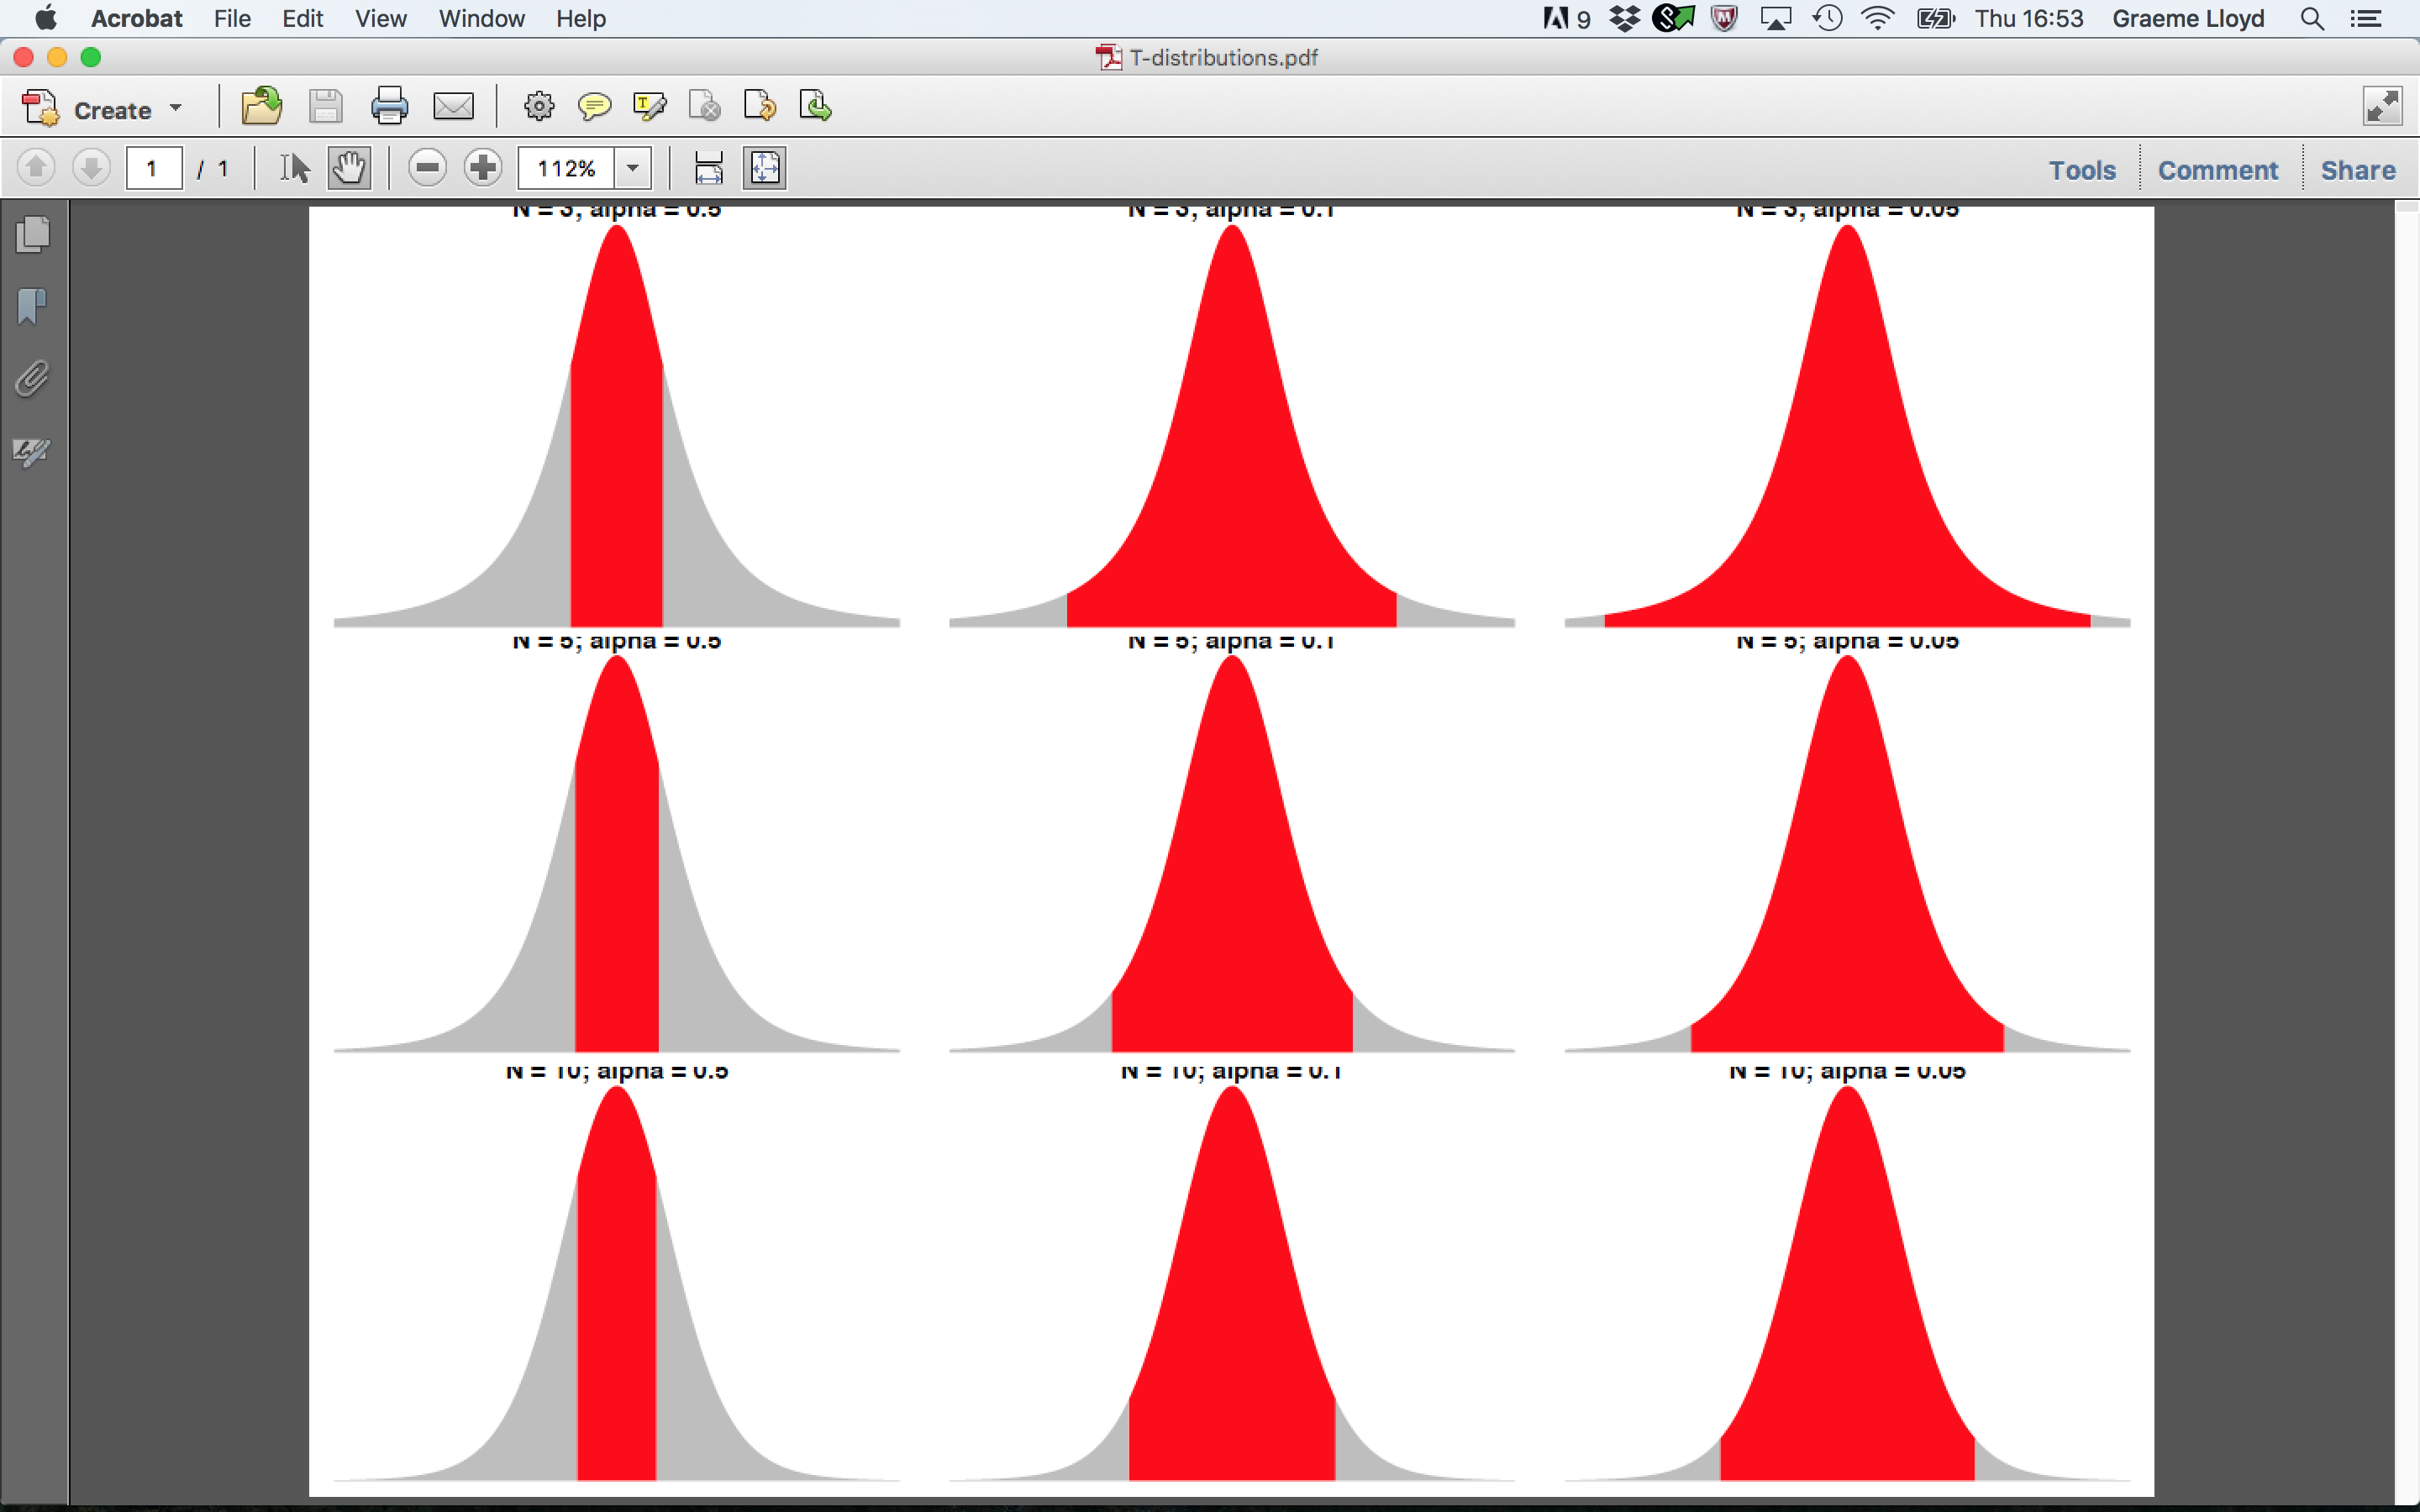 Acrobat File Edit View Window Help 9 Thu 16:53 Graeme Lloyd
T-distributions.pdf
Create
1 / 1 112% Tools Comment Share
N = 3; alpha = 0.5 N = 3; alpha = 0.1 N = 3; alpha = 0.05
N = 5; alpha = 0.5 N = 5; alpha = 0.1 N = 5; alpha = 0.05
N = 10; alpha = 0.5 N = 10; alpha = 0.1 N = 10; alpha = 0.05